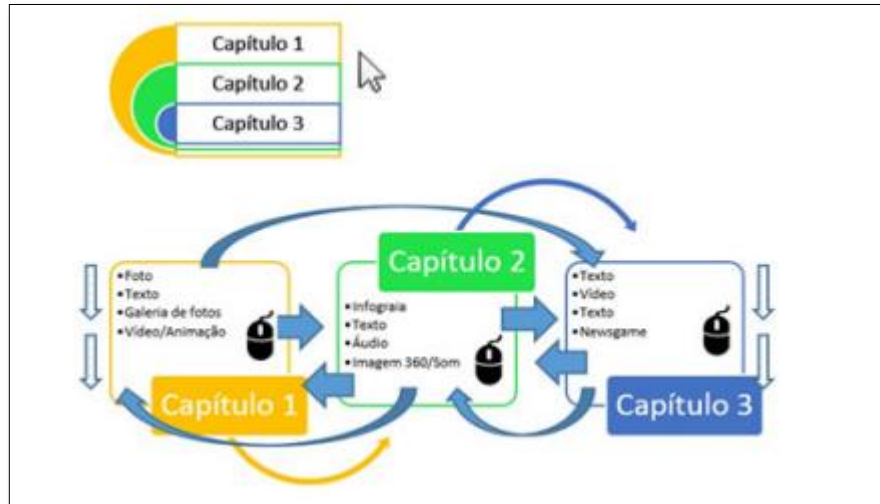 Capítulo 1
Capítulo 2
Capítulo 3
•Foto
•Texto
•Galeria de fotos
•Vídeo/Animação
Capítulo 1
Capítulo 2
•Infograia
•Texto
•Áudio
•Imagem 360/Som
•Texto
•Vídeo
•Texto
•Newsgame
Capítulo 3